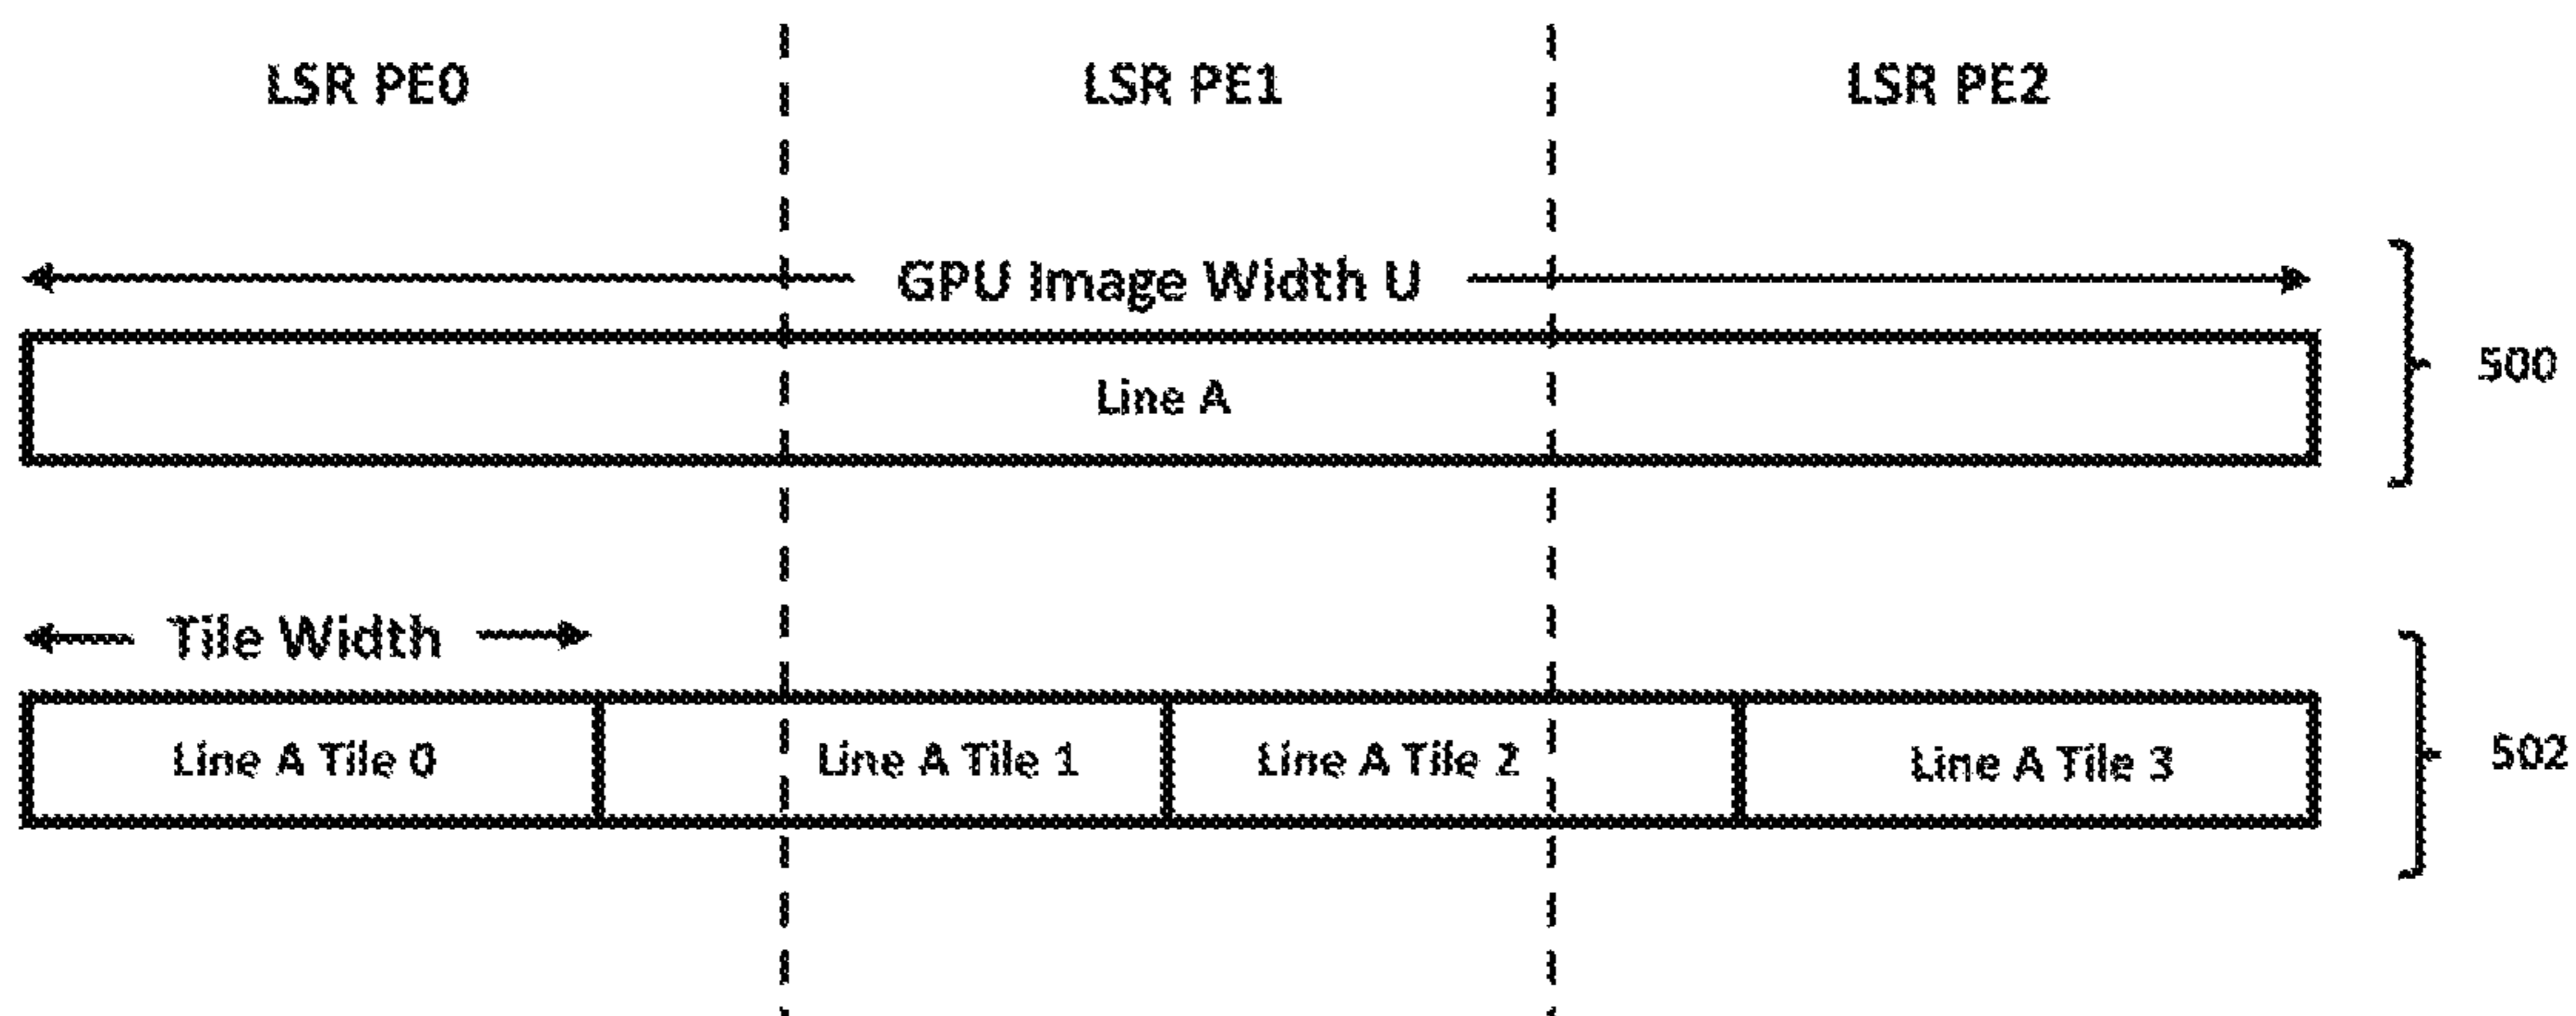 LSR PE0 LSR PE1 LSR PE2
GPU Image Width U
Line A
500
Tile Width
Line A Tile 0 Line A Tile 1 Line A Tile 2 Line A Tile 3
502